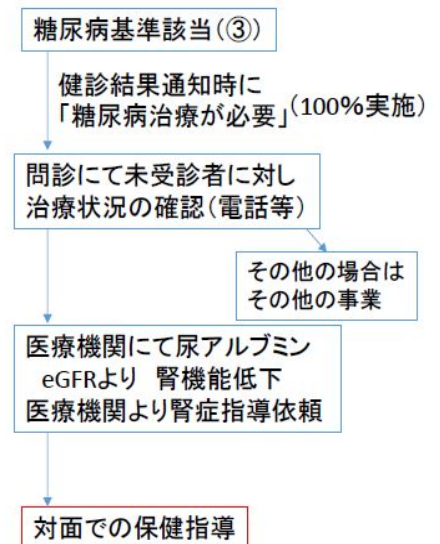 糖尿病基準該当(③)
健診結果通知時に
「糖尿病治療が必要」(100%実施)
問診にて未受診者に対し
治療状況の確認(電話等)
その他の場合は
その他の事業
医療機関にて尿アルブミン
eGFRより 腎機能低下
医療機関より腎症指導依頼
対面での保健指導